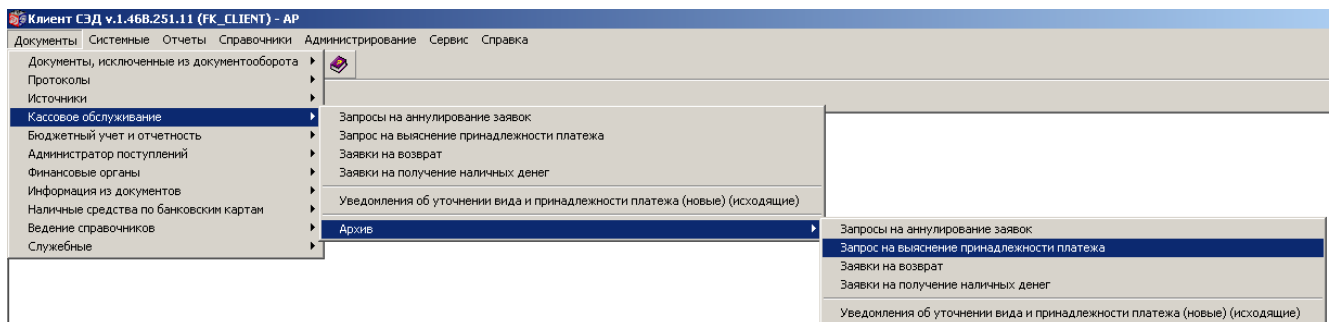 Клиент СЭД v.1.46B.251.11 (FK_CLIENT) - AP
Документы Системные Отчеты Справочники Администрирование Сервис Справка
Документы, исключенные из документооборота
Протоколы
Источники
Кассовое обслуживание
Бюджетный учет и отчетность
Администратор поступлений
Финансовые органы
Информация из документов
Наличные средства по банковским картам
Ведение справочников
Служебные
Запросы на аннулирование заявок
Запрос на выяснение принадлежности платежа
Заявки на возврат
Заявки на получение наличных денег
Уведомления об уточнении вида и принадлежности платежа (новые) (исходящие)
Архив
Запросы на аннулирование заявок
Запрос на выяснение принадлежности платежа
Заявки на возврат
Заявки на получение наличных денег
Уведомления об уточнении вида и принадлежности платежа (новые) (исходящие)